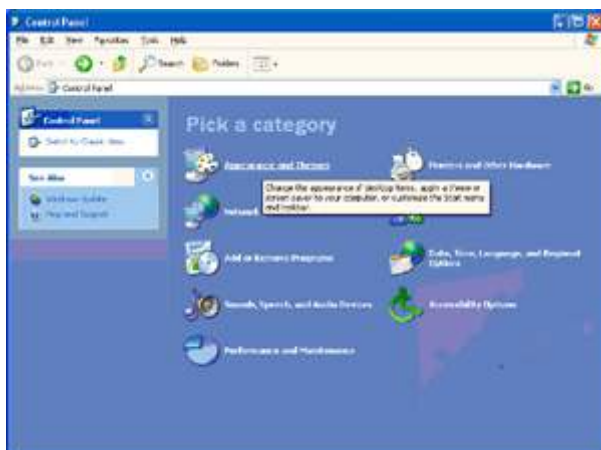 Control Panel
File Edit View Favorites Tools Help
Search Folders
Address Control Panel Go
Control Panel
Switch to Classic View
See Also
Windows Update
Help and Support
Pick a category
Appearance and Themes
Printers and Other Hardware
Change the appearance of desktop items, apply a theme or
screen saver to your computer, or customize the Start menu
and taskbar.
Network
Add or Remove Programs
Date, Time, Language, and Regional
Options
Sounds, Speech, and Audio Devices
Accessibility Options
Performance and Maintenance